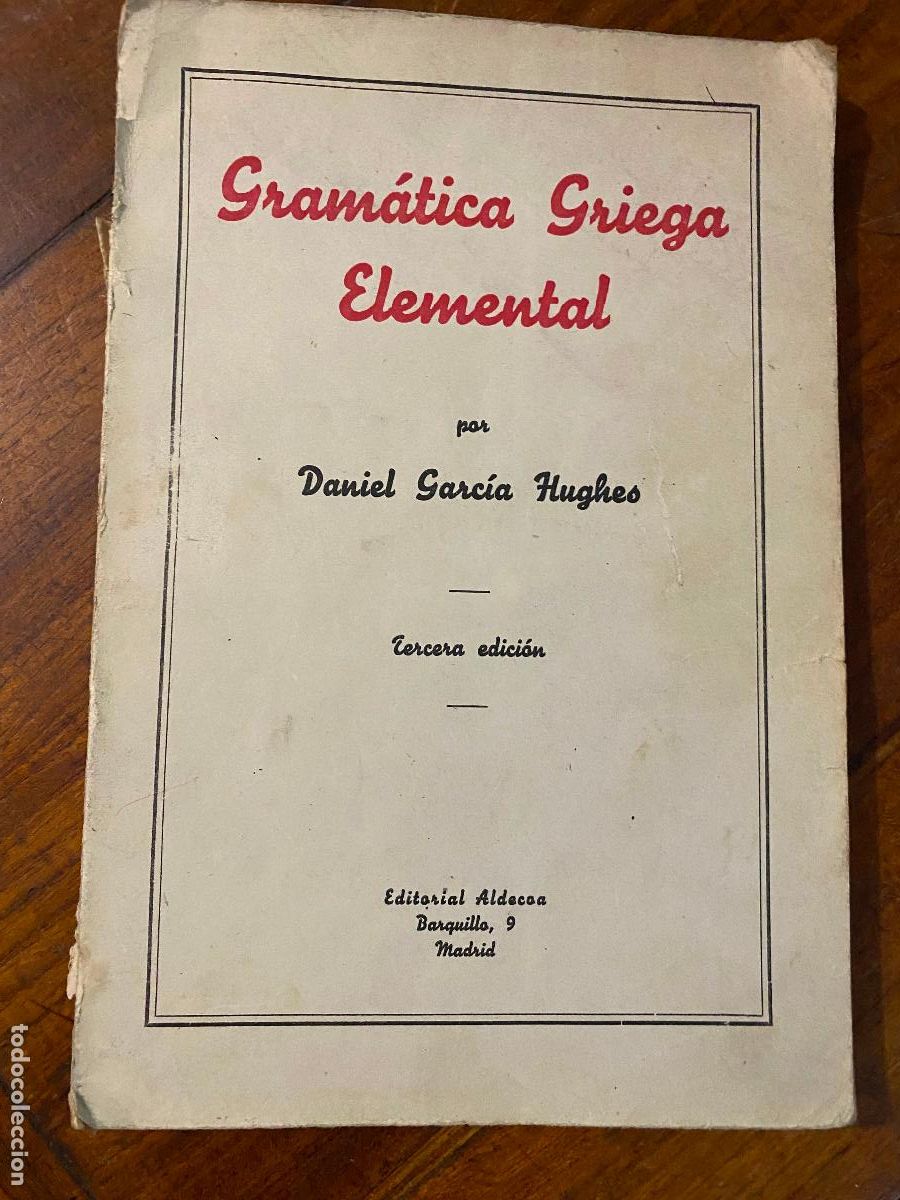 Gramática Griega
Elemental
por
Daniel García Hughes
Tercera edición
Editorial Aldecoa
Barquillo, 9
Madrid
todocoleccion